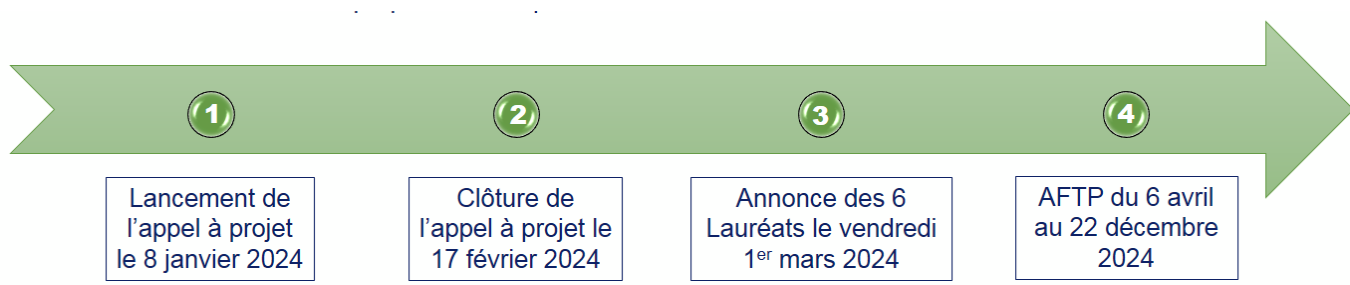 1
2
3
4
Lancement de
l'appel à projet
le 8 janvier 2024
Clôture de
l'appel à projet le
17 février 2024
Annonce des 6
Lauréats le vendredi
1er mars 2024
AFTP du 6 avril
au 22 décembre
2024